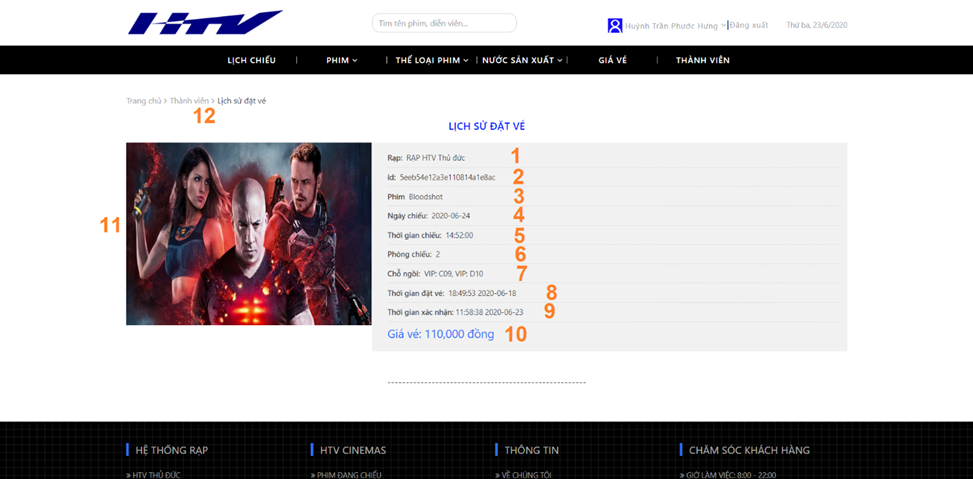 HTV
Tìm tên phim, diễn viên...
Huỳnh Trần Phước Hưng
Đăng xuất
Thứ ba, 23/6/2020
LỊCH CHIẾU | PHIM | THỂ LOẠI PHIM | NƯỚC SẢN XUẤT | GIÁ VÉ | THÀNH VIÊN
Trang chủ > Thành viên > Lịch sử đặt vé
12
LỊCH SỬ ĐẶT VÉ
11
Rạp: RẠP HTV Thủ đức 1
id: 5eeb54e12a3e110814a1e8ac 2
Phim Bloodshot 3
Ngày chiếu: 2020-06-24 4
Thời gian chiếu: 14:52:00 5
Phòng chiếu: 2 6
Chỗ ngồi: VIP: C09, VIP: D10 7
Thời gian đặt vé: 18:49:53 2020-06-18 8
Thời gian xác nhận: 11:58:38 2020-06-23 9
Giá vé: 110,000 đồng 10
------------------------------------------------------
HỆ THỐNG RẠP
» HTV THỦ ĐỨC
HTV CINEMAS
» PHIM ĐANG CHIẾU
THÔNG TIN
» VỀ CHÚNG TÔI
CHĂM SÓC KHÁCH HÀNG
» GIỜ LÀM VIỆC: 8:00 - 22:00